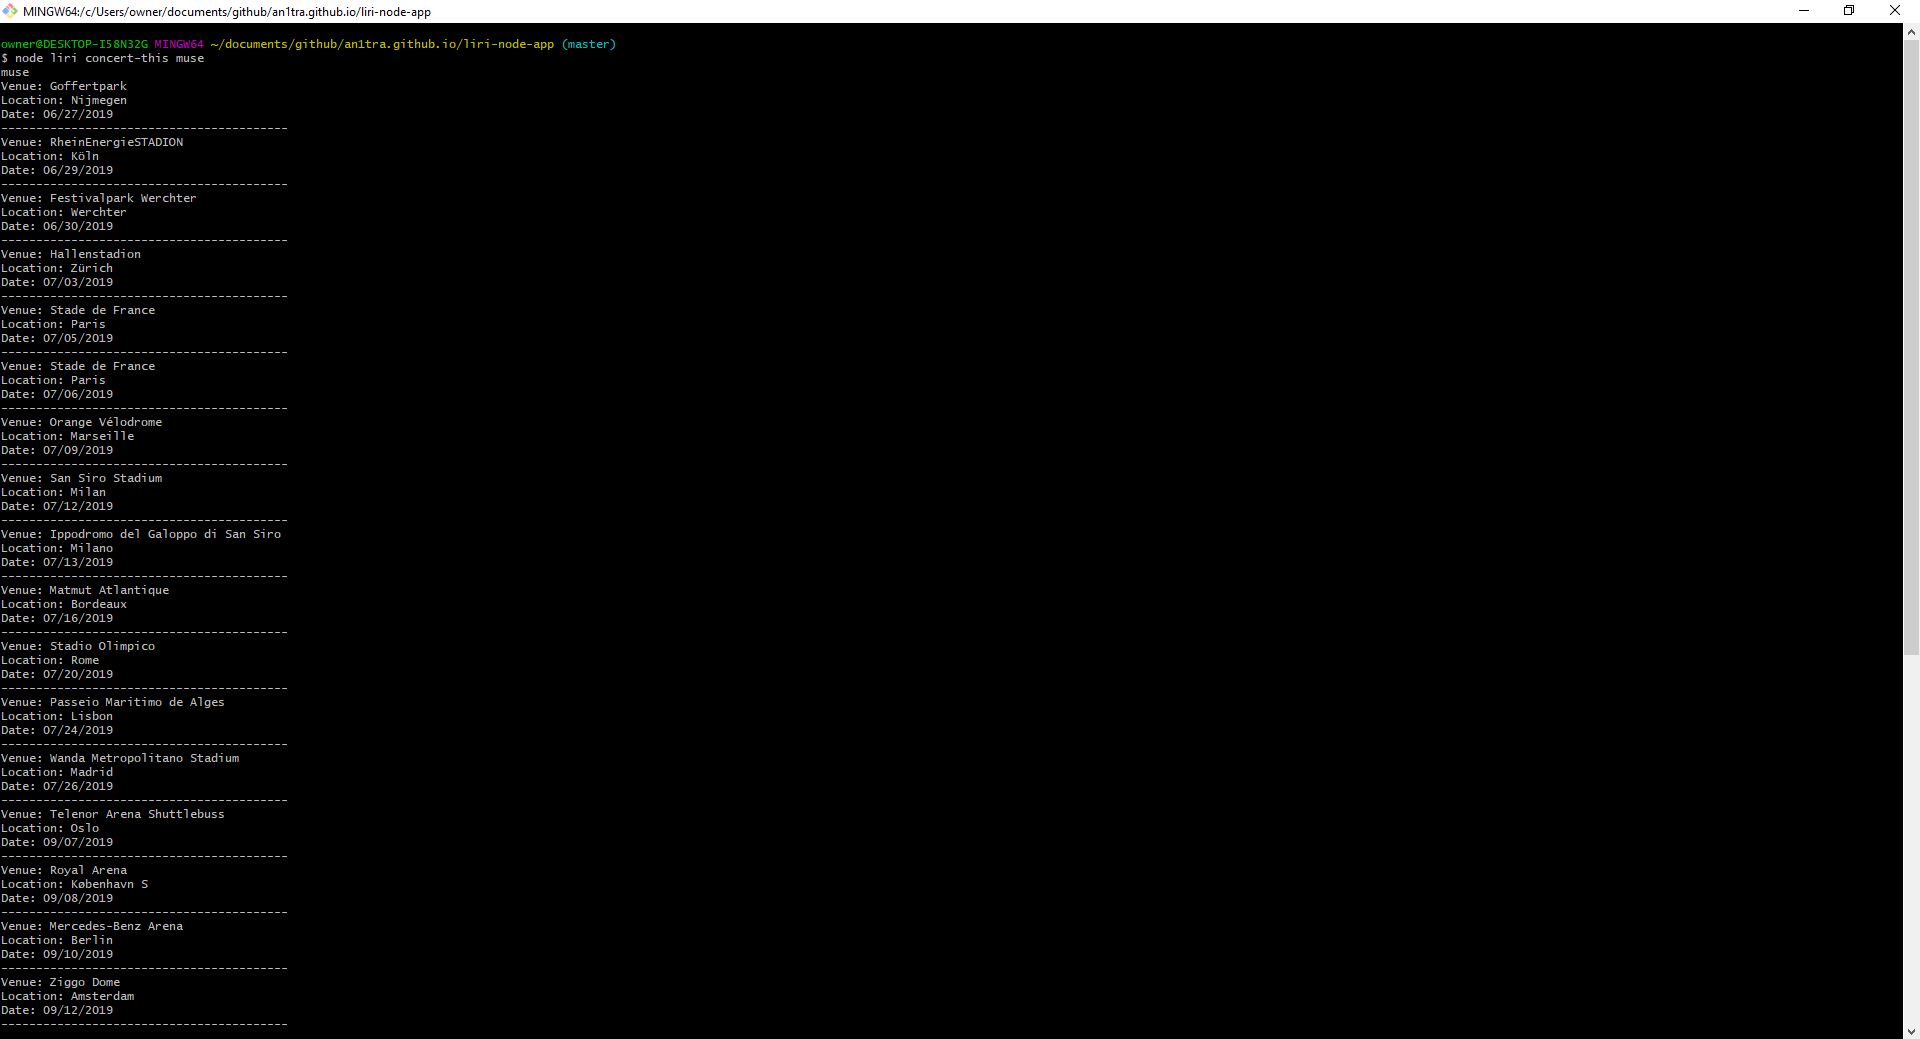 MINGW64:/c/Users/owner/documents/github/an1tra.github.io/liri-node-app
owner@DESKTOP-I58N32G MINGW64 ~/documents/github/an1tra.github.io/liri-node-app (master)
$ node liri concert-this muse
muse
Venue: Goffertpark
Location: Nijmegen
Date: 06/27/2019
-----------------------------------------
Venue: RheinEnergieSTADION
Location: Köln
Date: 06/29/2019
-----------------------------------------
Venue: Festivalpark Werchter
Location: Werchter
Date: 06/30/2019
-----------------------------------------
Venue: Hallenstadion
Location: Zürich
Date: 07/03/2019
-----------------------------------------
Venue: Stade de France
Location: Paris
Date: 07/05/2019
-----------------------------------------
Venue: Stade de France
Location: Paris
Date: 07/06/2019
-----------------------------------------
Venue: Orange Vélodrome
Location: Marseille
Date: 07/09/2019
-----------------------------------------
Venue: San Siro Stadium
Location: Milan
Date: 07/12/2019
-----------------------------------------
Venue: Ippodromo del Galoppo di San Siro
Location: Milano
Date: 07/13/2019
-----------------------------------------
Venue: Matmut Atlantique
Location: Bordeaux
Date: 07/16/2019
-----------------------------------------
Venue: Stadio Olimpico
Location: Rome
Date: 07/20/2019
-----------------------------------------
Venue: Passeio Maritimo de Alges
Location: Lisbon
Date: 07/24/2019
-----------------------------------------
Venue: Wanda Metropolitano Stadium
Location: Madrid
Date: 07/26/2019
-----------------------------------------
Venue: Telenor Arena Shuttlebuss
Location: Oslo
Date: 09/07/2019
-----------------------------------------
Venue: Royal Arena
Location: København S
Date: 09/08/2019
-----------------------------------------
Venue: Mercedes-Benz Arena
Location: Berlin
Date: 09/10/2019
-----------------------------------------
Venue: Ziggo Dome
Location: Amsterdam
Date: 09/12/2019
-----------------------------------------